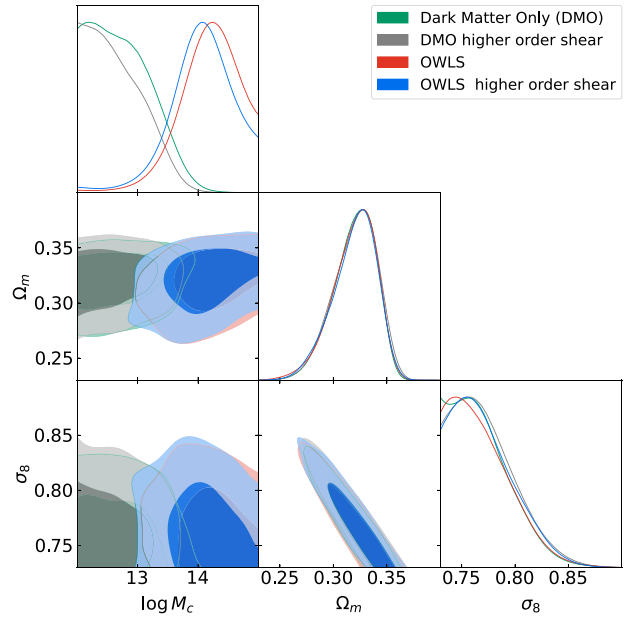 Dark Matter Only (DMO)
DMO higher order shear
OWLS
OWLS higher order shear
0.35
0.30
0.25
Ω_m
0.85
0.80
0.75
σ_8
13
14
log M_c
0.25
0.30
0.35
Ω_m
0.75
0.80
0.85
σ_8